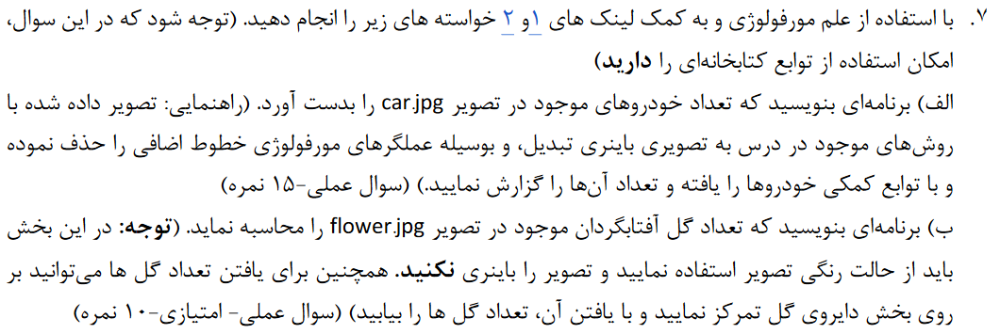 ۷. با استفاده از علم مورفولوژی و به کمک لینک های ۱ و ۲ خواسته های زیر را انجام دهید. (توجه شود که در این سوال،
امکان استفاده از توابع کتابخانه‌ای را دارید)
الف) برنامه‌ای بنویسید که تعداد خودروهای موجود در تصویر car.jpg را بدست آورد. (راهنمایی: تصویر داده شده با
روش‌های موجود در درس به تصویری باینری تبدیل، و بوسیله عملگرهای مورفولوژی خطوط اضافی را حذف نموده
و با توابع کمکی خودروها را یافته و تعداد آن‌ها را گزارش نمایید.) (سوال عملی-۱۵ نمره)
ب) برنامه‌ای بنویسید که تعداد گل آفتابگردان موجود در تصویر flower.jpg را محاسبه نماید. (توجه: در این بخش
باید از حالت رنگی تصویر استفاده نمایید و تصویر را باینری نکنید. همچنین برای یافتن تعداد گل ها می‌توانید بر
روی بخش دایروی گل تمرکز نمایید و با یافتن آن، تعداد گل ها را بیابید) (سوال عملی- امتیازی-۱۰ نمره)